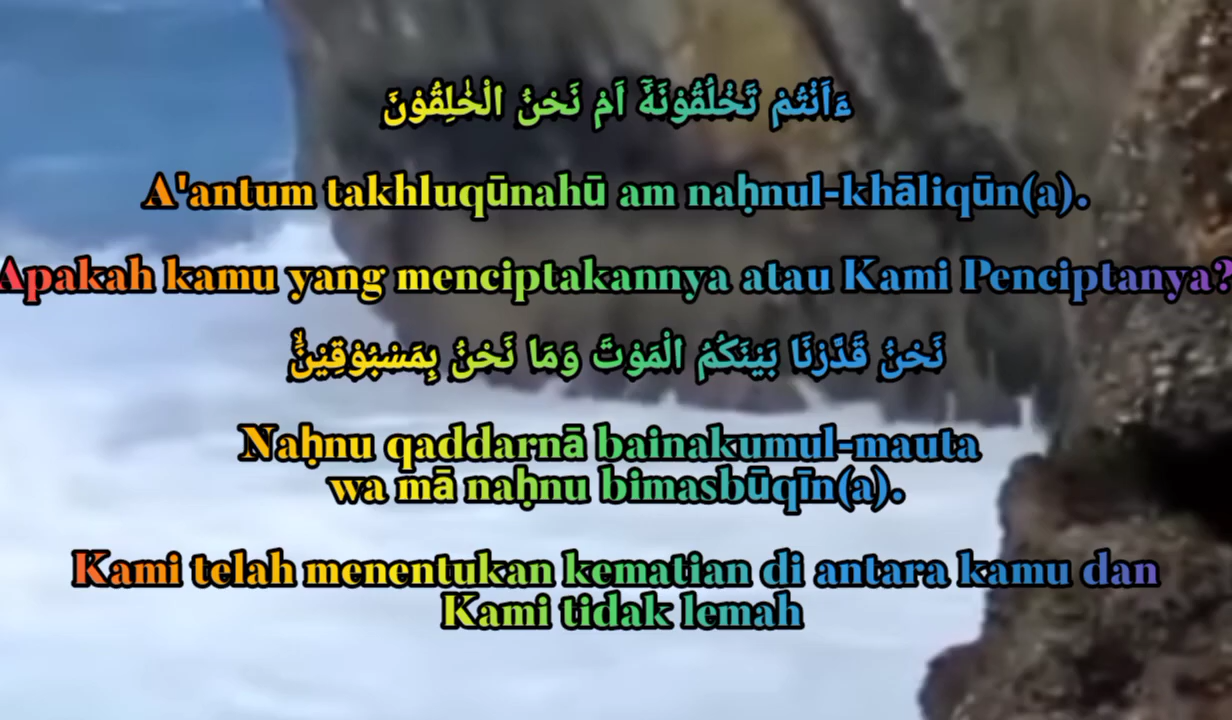 ءَاَنْتُمْ تَخْلُقُوْنَهٗٓ اَمْ نَحْنُ الْخٰلِقُوْنَ
A'antum takhluqūnahū am naḥnul-khāliqūn(a).
Apakah kamu yang menciptakannya atau Kami Penciptanya?
نَحْنُ قَدَّرْنَا بَيْنَكُمُ الْمَوْتَ وَمَا نَحْنُ بِمَسْبُوْقِيْنَۙ
Naḥnu qaddarnā bainakumul-mauta
wa mā naḥnu bimasbūqīn(a).
Kami telah menentukan kematian di antara kamu dan
Kami tidak lemah